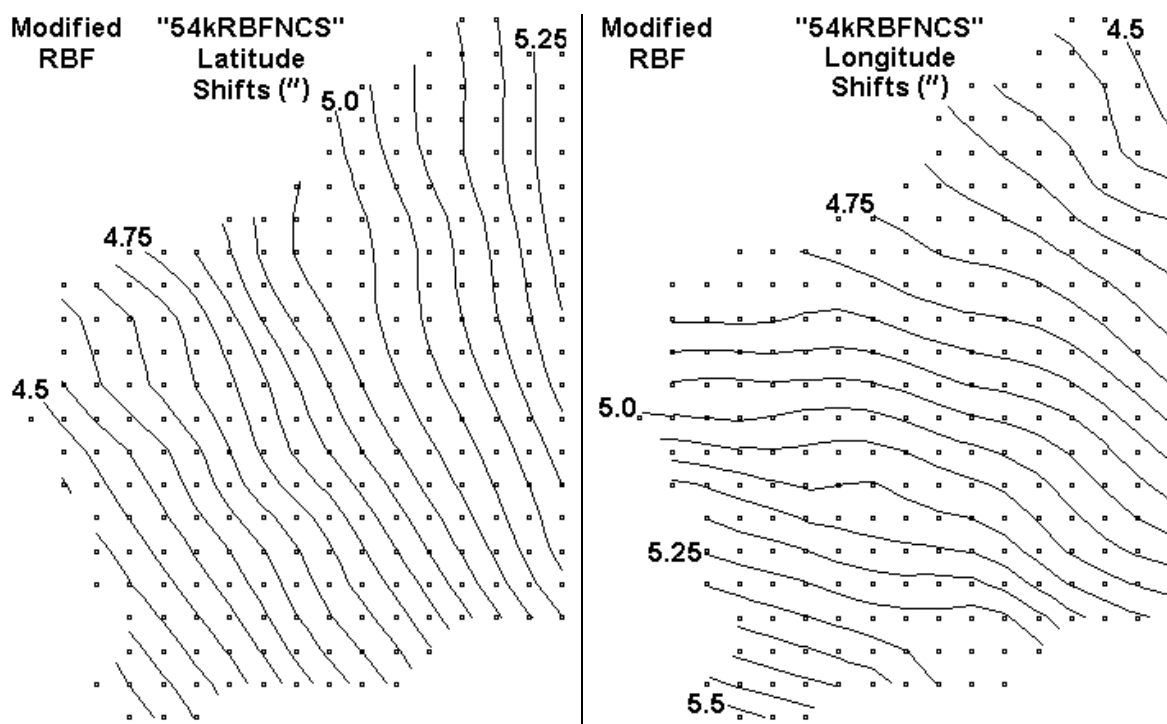 Modified "54kRBFNCS"
RBF Latitude
Shifts (")
5.25
5.0
4.75
4.5
Modified "54kRBFNCS"
RBF Longitude
Shifts (")
4.5
4.75
5.0
5.25
5.5